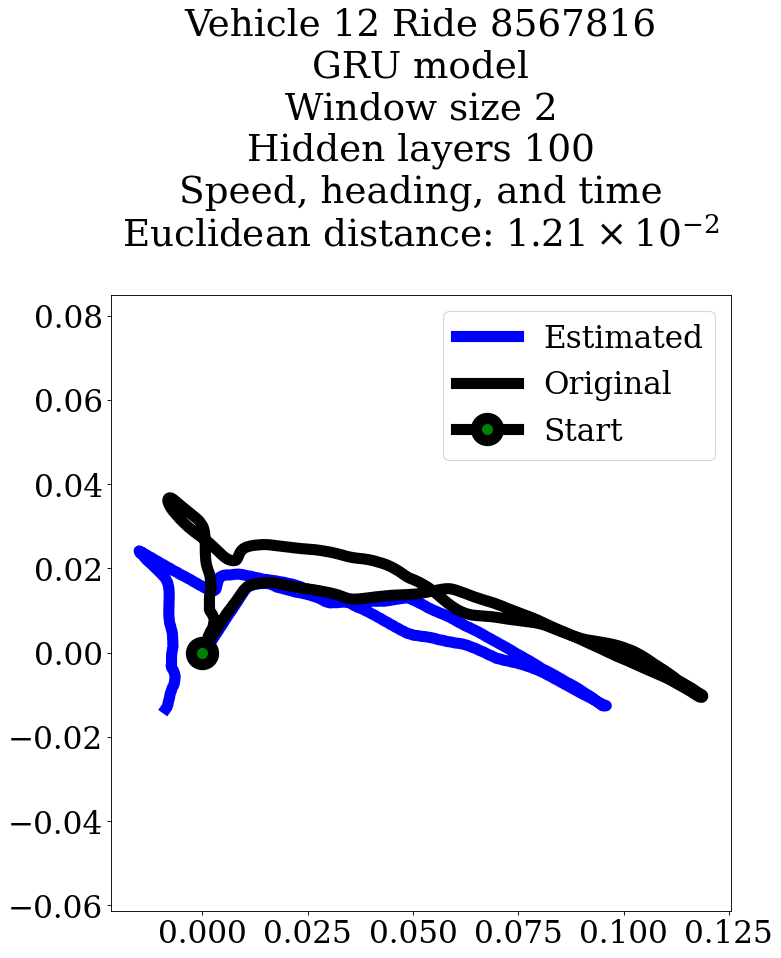 Vehicle 12 Ride 8567816
GRU model
Window size 2
Hidden layers 100
Speed, heading, and time
Euclidean distance: 1.21 × 10⁻²
Estimated
Original
Start
0.08
0.06
0.04
0.02
0.00
−0.02
−0.04
−0.06
0.000 0.025 0.050 0.075 0.100 0.125